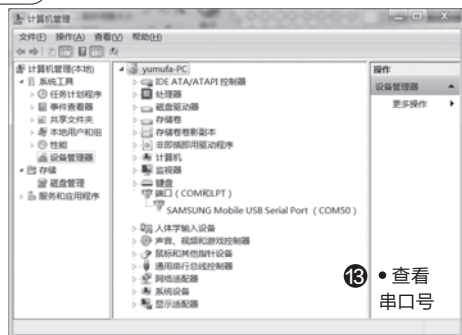 计算机管理
文件(F) 操作(A) 查看(V) 帮助(H)
计算机管理(本地)
系统工具
任务计划程序
事件查看器
共享文件夹
本地用户和组
性能
设备管理器
存储
磁盘管理
服务和应用程序
yumufa-PC
IDE ATA/ATAPI 控制器
处理器
磁盘驱动器
存储卷
存储卷卷影副本
非即插即用驱动程序
计算机
监视器
键盘
端口 ( COM和LPT )
SAMSUNG Mobile USB Serial Port ( COM50 )
人体学输入设备
声音、视频和游戏控制器
鼠标和其他指针设备
通用串行总线控制器
网络适配器
系统设备
显示适配器
操作
设备管理器
更多操作
⓭ • 查看
串口号